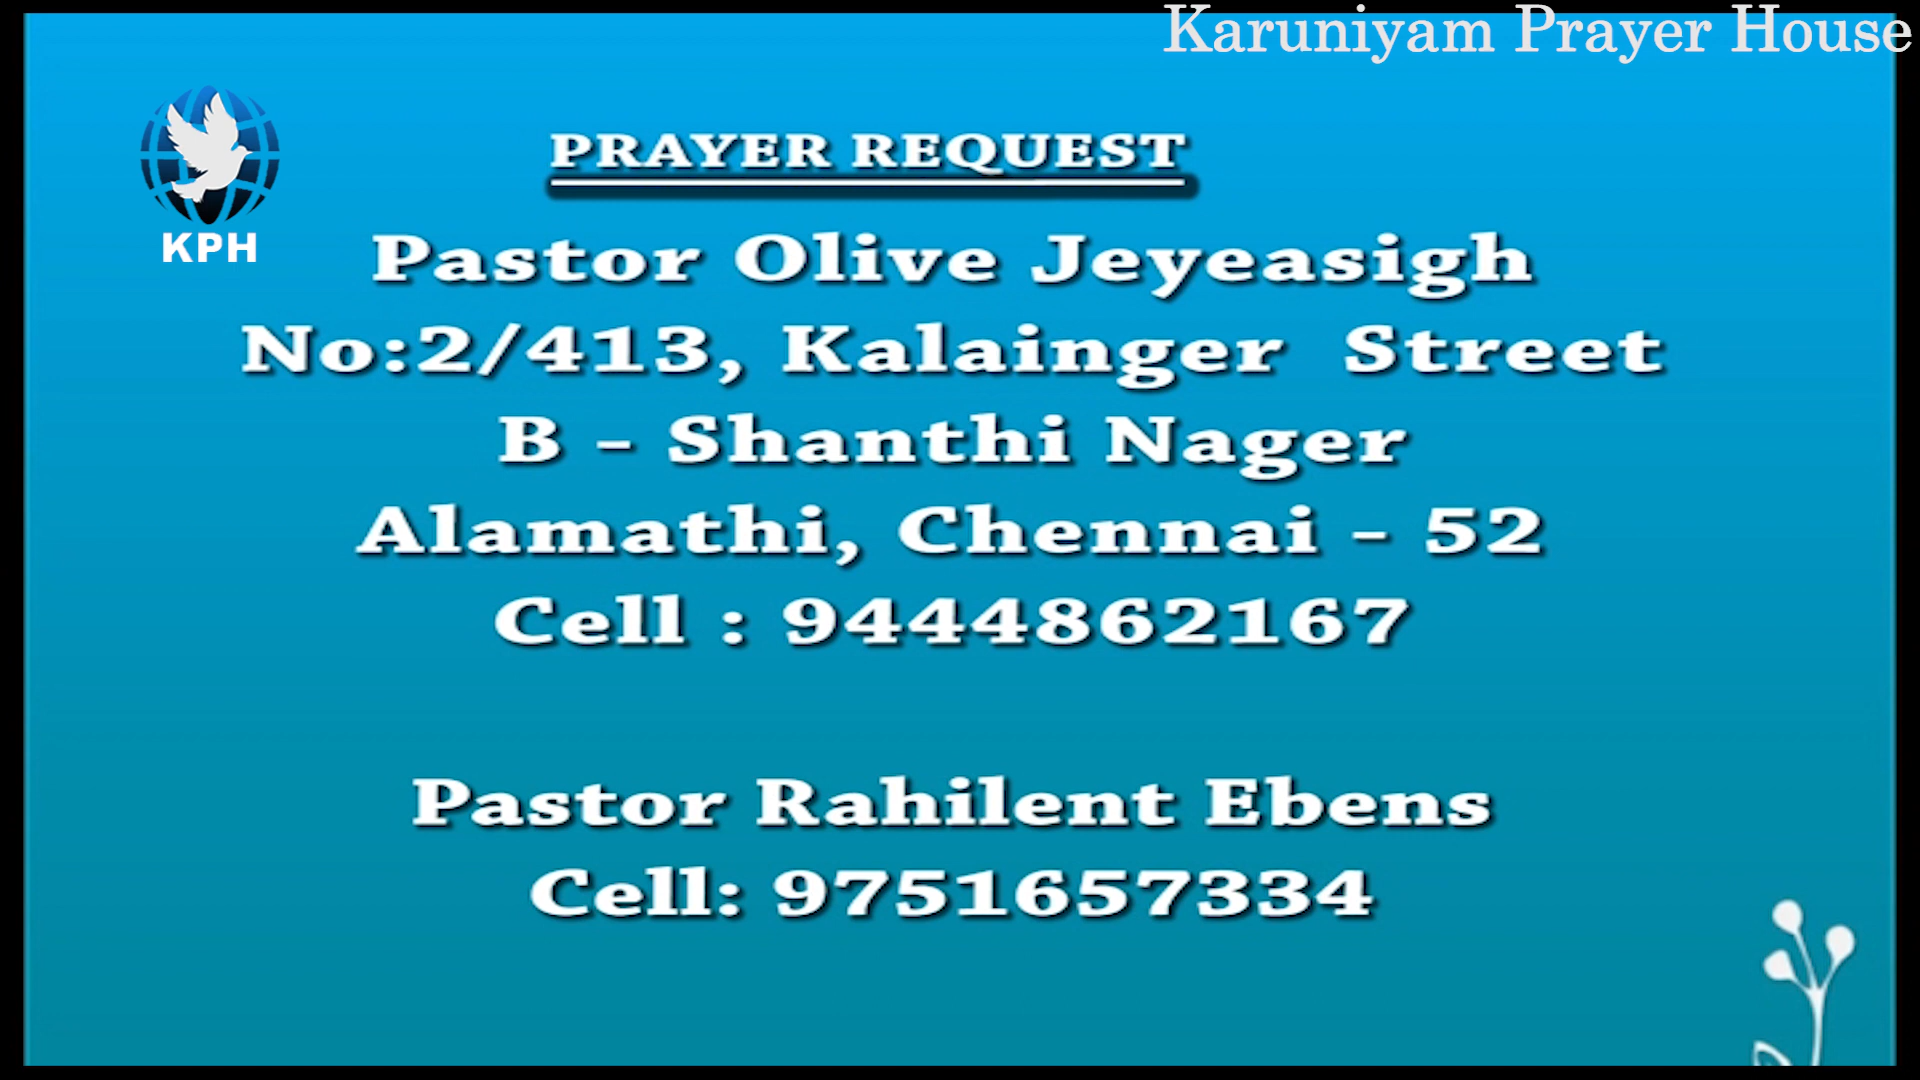 Karuniyam Prayer House
KPH
PRAYER REQUEST
Pastor Olive Jeyeasigh
No:2/413, Kalainger Street
B - Shanthi Nager
Alamathi, Chennai - 52
Cell : 9444862167
Pastor Rahilent Ebens
Cell: 9751657334